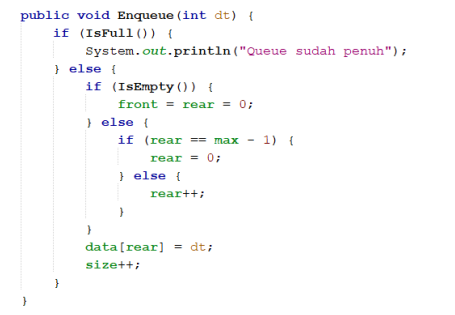 public void Enqueue(int dt) {
    if (IsFull()) {
        System.out.println("Queue sudah penuh");
    } else {
        if (IsEmpty()) {
            front = rear = 0;
        } else {
            if (rear == max - 1) {
                rear = 0;
            } else {
                rear++;
            }
        }
        data[rear] = dt;
        size++;
    }
}